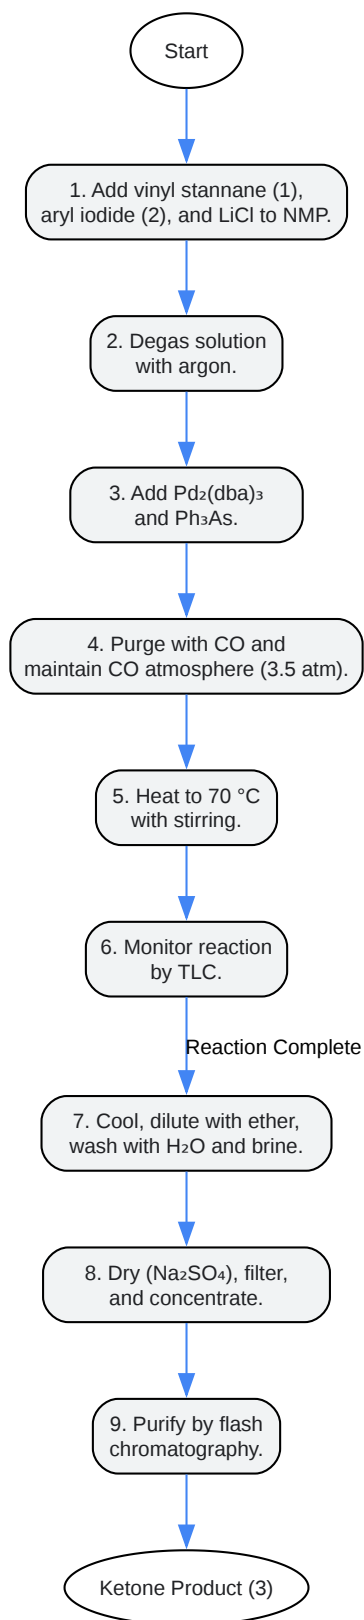 Start
1. Add vinyl stannane (1),
aryl iodide (2), and LiCl to NMP.
2. Degas solution
with argon.
3. Add Pd₂(dba)₃
and Ph₃As.
4. Purge with CO and
maintain CO atmosphere (3.5 atm).
5. Heat to 70 °C
with stirring.
6. Monitor reaction
by TLC.
Reaction Complete
7. Cool, dilute with ether,
wash with H₂O and brine.
8. Dry (Na₂SO₄), filter,
and concentrate.
9. Purify by flash
chromatography.
Ketone Product (3)